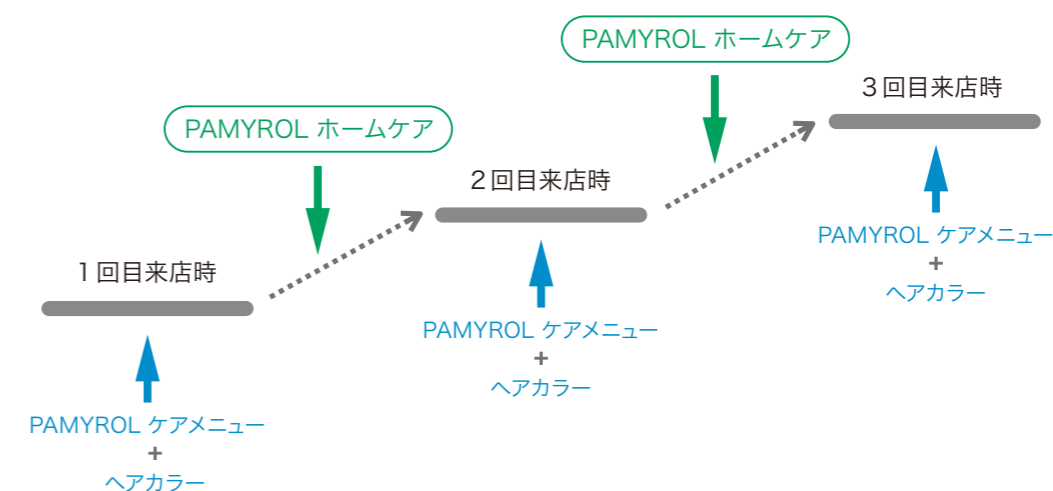 1回目来店時
PAMYROL ケアメニュー
+
ヘアカラー
PAMYROL ホームケア
2回目来店時
PAMYROL ケアメニュー
+
ヘアカラー
PAMYROL ホームケア
3回目来店時
PAMYROL ケアメニュー
+
ヘアカラー